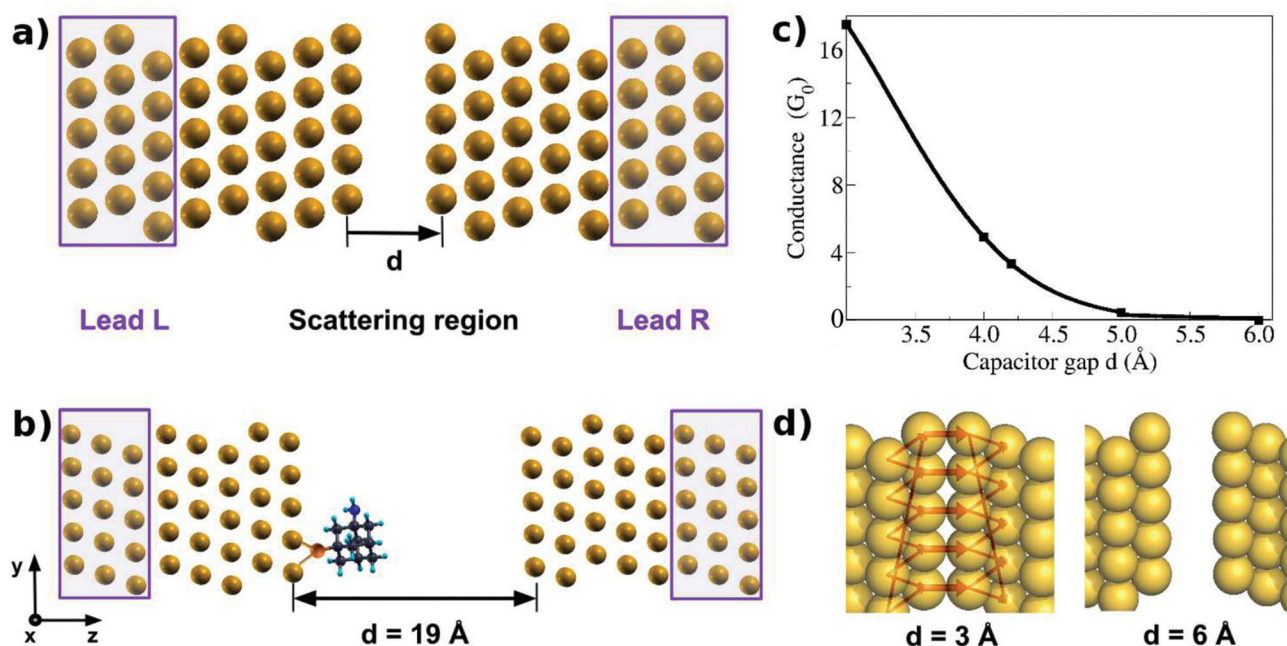 a)
d
Lead L
Scattering region
Lead R
c)
Conductance (G₀)
16
12
8
4
0
3.5 4.0 4.5 5.0 5.5 6.0
Capacitor gap d (Å)
b)
y
x
z
d = 19 Å
d)
d = 3 Å
d = 6 Å